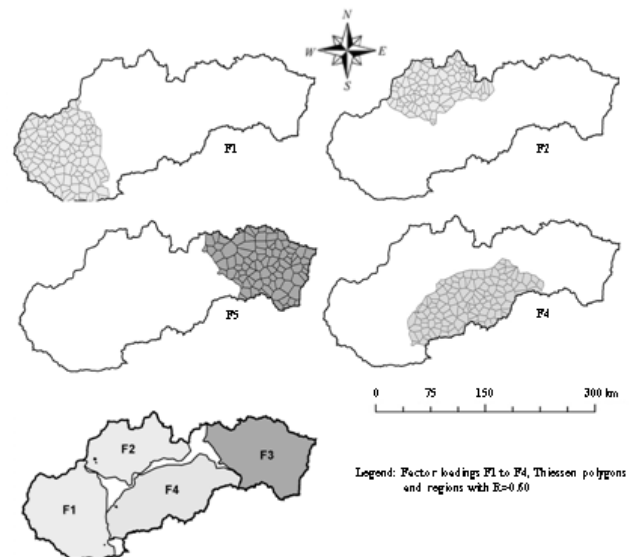 N
W E
S
F1
F2
F5
F4
0 75 150 300 km
F2
F3
F4
F1
Legend: Factor loadings F1 to F4, Thiessen polygons
and regions with R=0.60